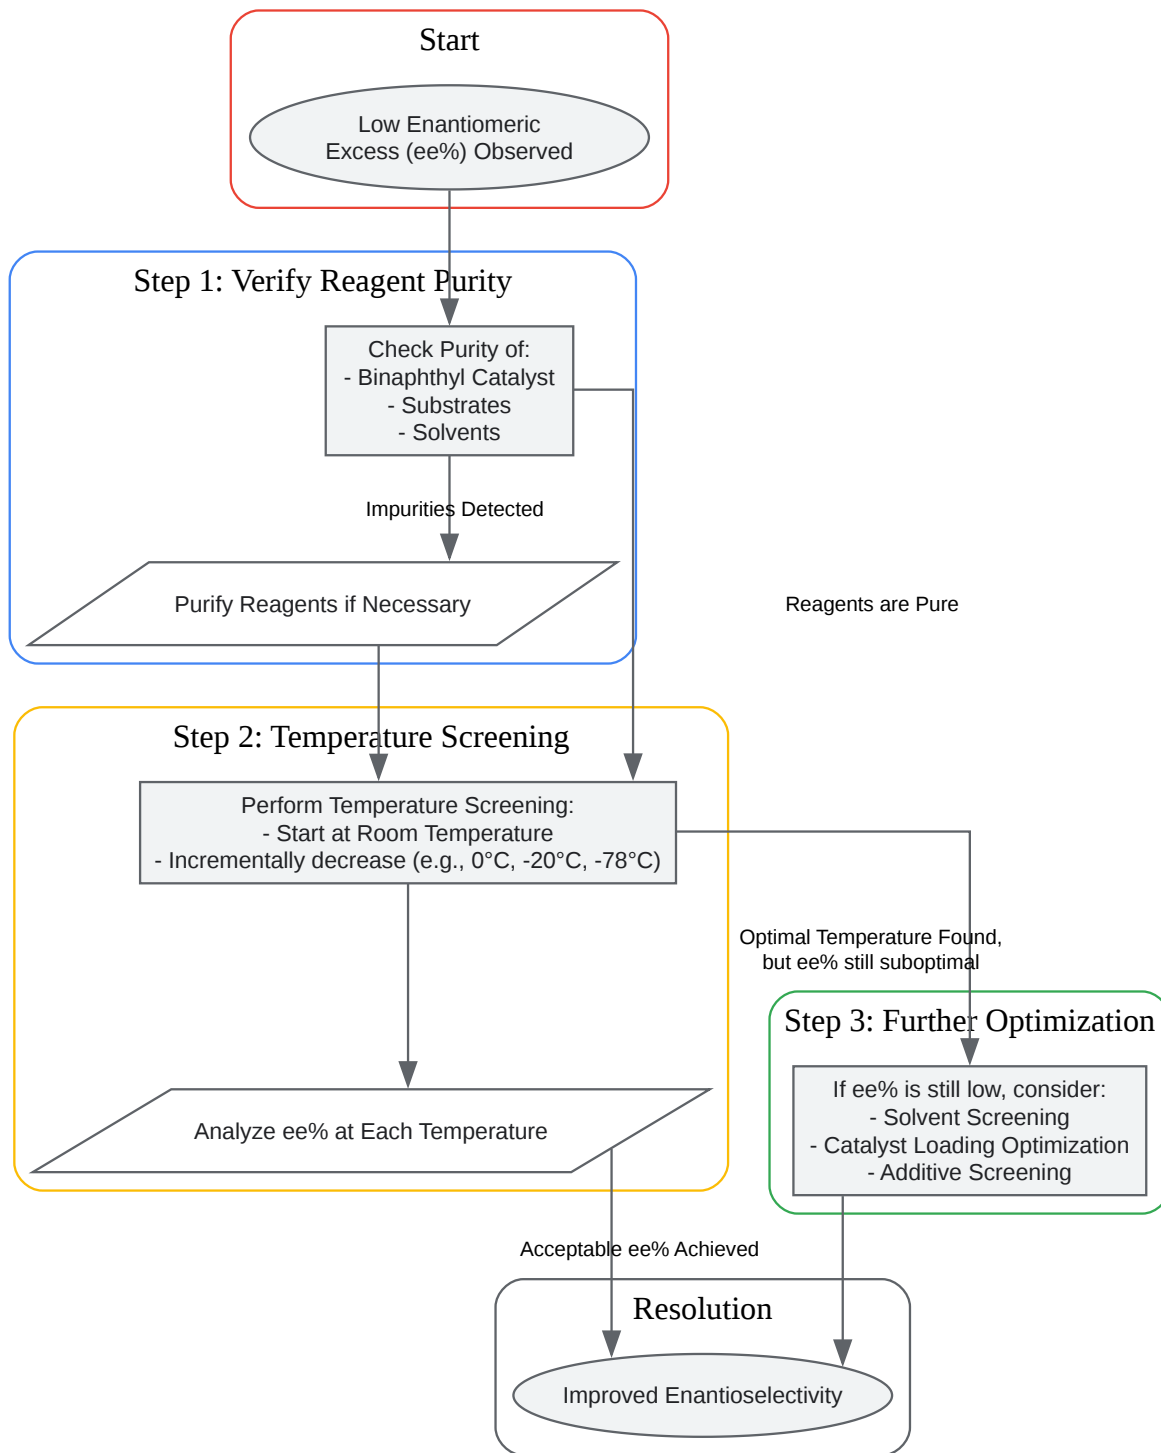 Start
Low Enantiomeric
Excess (ee%) Observed
Step 1: Verify Reagent Purity
Check Purity of:
- Binaphthyl Catalyst
- Substrates
- Solvents
Impurities Detected
Purify Reagents if Necessary
Reagents are Pure
Step 2: Temperature Screening
Perform Temperature Screening:
- Start at Room Temperature
- Incrementally decrease (e.g., 0°C, -20°C, -78°C)
Optimal Temperature Found,
but ee% still suboptimal
Step 3: Further Optimization
If ee% is still low, consider:
- Solvent Screening
- Catalyst Loading Optimization
- Additive Screening
Analyze ee% at Each Temperature
Acceptable ee% Achieved
Resolution
Improved Enantioselectivity